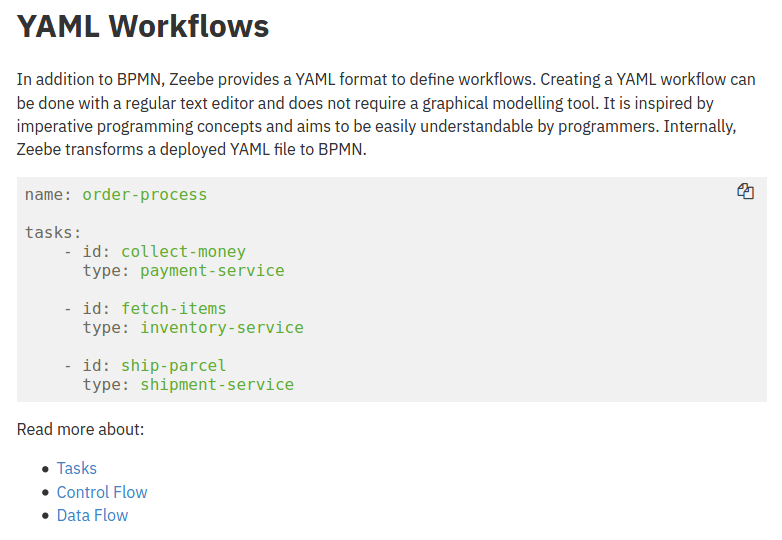 YAML Workflows
In addition to BPMN, Zeebe provides a YAML format to define workflows. Creating a YAML workflow can
be done with a regular text editor and does not require a graphical modelling tool. It is inspired by
imperative programming concepts and aims to be easily understandable by programmers. Internally,
Zeebe transforms a deployed YAML file to BPMN.
name: order-process
tasks:
    - id: collect-money
      type: payment-service
    - id: fetch-items
      type: inventory-service
    - id: ship-parcel
      type: shipment-service
Read more about:
• Tasks
• Control Flow
• Data Flow